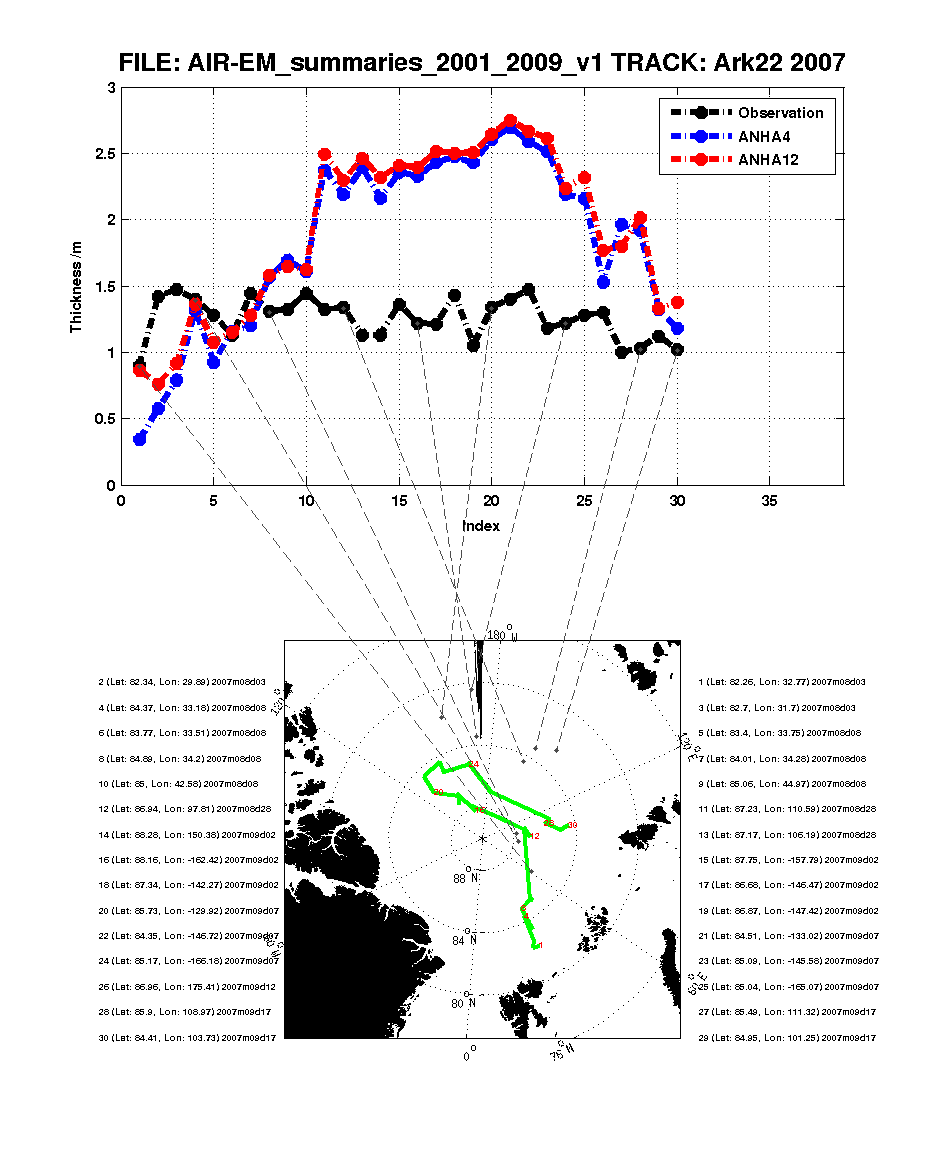 FILE: AIR-EM_summaries_2001_2009_v1 TRACK: Ark22 2007
3
2.5
2
1.5
1
0.5
0
Thickness /m
Observation
ANHA4
ANHA12
0 5 10 15 20 25 30 35
Index
180 °W
2 (Lat: 82.34, Lon: 29.89) 2007m08d03
1 (Lat: 82.26, Lon: 32.77) 2007m08d03
4 (Lat: 84.37, Lon: 33.18) 2007m08d08
3 (Lat: 82.7, Lon: 31.7) 2007m08d03
6 (Lat: 83.77, Lon: 33.51) 2007m08d08
5 (Lat: 83.4, Lon: 33.75) 2007m08d08
8 (Lat: 84.89, Lon: 34.2) 2007m08d08
7 (Lat: 84.01, Lon: 34.28) 2007m08d08
10 (Lat: 85, Lon: 42.58) 2007m08d08
9 (Lat: 85.06, Lon: 44.97) 2007m08d08
12 (Lat: 86.94, Lon: 97.81) 2007m08d28
11 (Lat: 87.23, Lon: 110.59) 2007m08d28
14 (Lat: 88.28, Lon: 150.38) 2007m09d02
13 (Lat: 87.17, Lon: 106.19) 2007m08d28
16 (Lat: 88.16, Lon: -162.42) 2007m09d02
15 (Lat: 87.75, Lon: -157.79) 2007m09d02
18 (Lat: 87.34, Lon: -142.27) 2007m09d02
17 (Lat: 86.68, Lon: -146.47) 2007m09d02
20 (Lat: 85.73, Lon: -129.92) 2007m09d07
19 (Lat: 86.87, Lon: -147.42) 2007m09d02
22 (Lat: 84.35, Lon: -146.72) 2007m09d07
21 (Lat: 84.51, Lon: -133.02) 2007m09d07
24 (Lat: 85.17, Lon: -166.18) 2007m09d07
23 (Lat: 85.09, Lon: -145.58) 2007m09d07
26 (Lat: 86.96, Lon: 175.41) 2007m09d12
25 (Lat: 85.04, Lon: -165.07) 2007m09d07
28 (Lat: 85.9, Lon: 108.97) 2007m09d17
27 (Lat: 85.49, Lon: 111.32) 2007m09d17
30 (Lat: 84.41, Lon: 103.73) 2007m09d17
29 (Lat: 84.95, Lon: 101.25) 2007m09d17
24
20
16
28
30
12
88 °N
84 °N
80 °N
0 °
76 °N